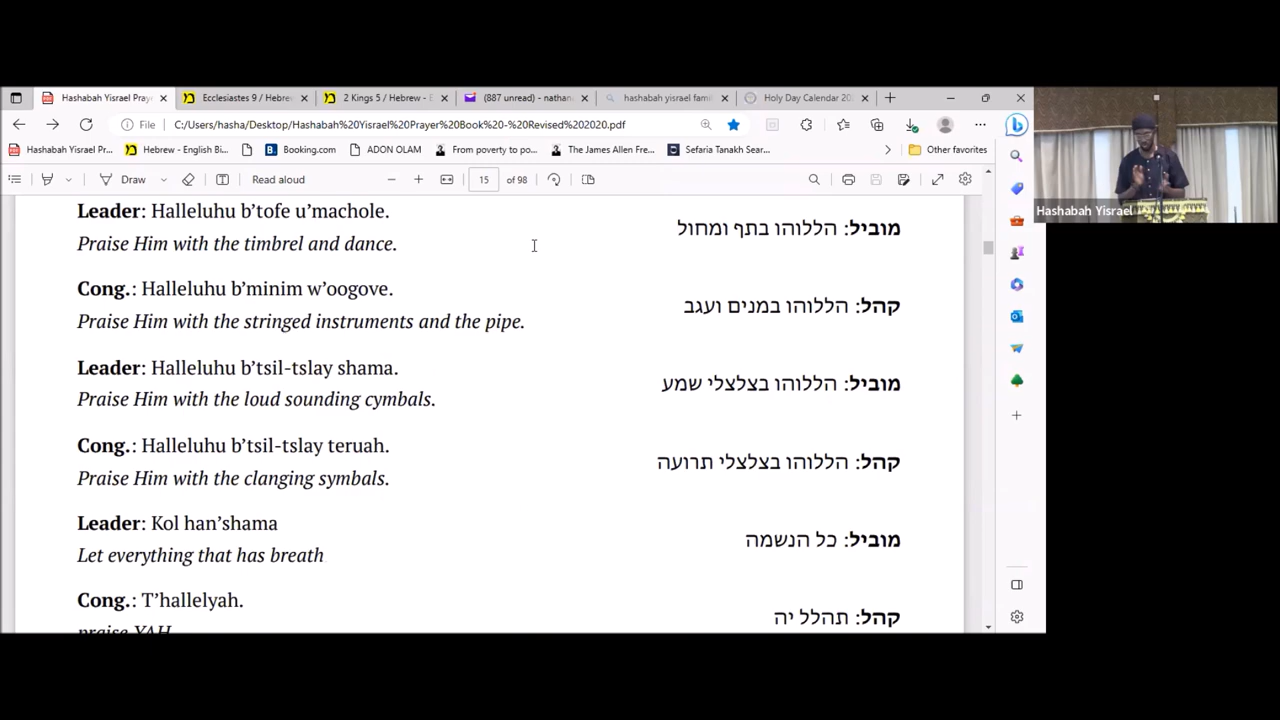 Hashabah Yisrael Praye
Ecclesiastes 9 / Hebrew
2 Kings 5 / Hebrew - E
(887 unread) - nathan
hashabah yisrael famil
Holy Day Calendar 202
File
C:/Users/hasha/Desktop/Hashabah%20Yisrael%20Prayer%20Book%20-%20Revised%202020.pdf
Hashabah Yisrael Pr...
Hebrew - English Bi...
Booking.com
ADON OLAM
From poverty to po...
The James Allen Fre...
Sefaria Tanakh Sear...
Other favorites
Draw
Read aloud
15 of 98
Hashabah Yisrael
Leader: Halleluhu b’tofe u’machole.
מוביל: הללוהו בתף ומחול
Praise Him with the timbrel and dance.
Cong.: Halleluhu b’minim w’oogove.
קהל: הללוהו במנים ועגב
Praise Him with the stringed instruments and the pipe.
Leader: Halleluhu b’tsil-tslay shama.
מוביל: הללוהו בצלצלי שמע
Praise Him with the loud sounding cymbals.
Cong.: Halleluhu b’tsil-tslay teruah.
קהל: הללוהו בצלצלי תרועה
Praise Him with the clanging symbals.
Leader: Kol han’shama
מוביל: כל הנשמה
Let everything that has breath
Cong.: T’hallelyah.
קהל: תהלל יה
praise YAH